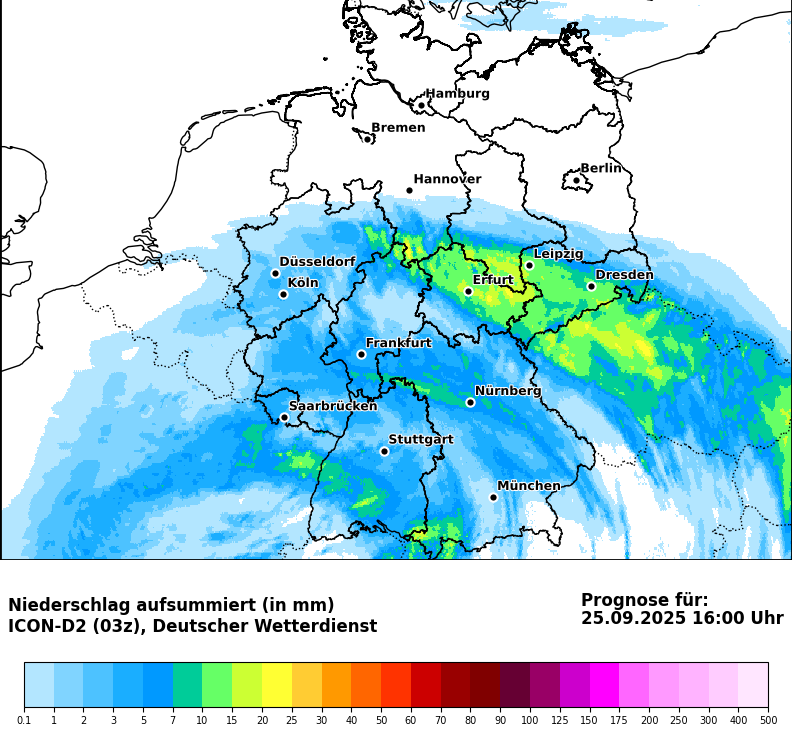 Hamburg
Bremen
Berlin
Hannover
Leipzig
Düsseldorf
Dresden
Köln
Erfurt
Frankfurt
Nürnberg
Saarbrücken
Stuttgart
München
Niederschlag aufsummiert (in mm)
ICON-D2 (03z), Deutscher Wetterdienst
Prognose für:
25.09.2025 16:00 Uhr
0.1 1 2 3 5 7 10 15 20 25 30 40 50 60 70 80 90 100 125 150 175 200 250 300 400 500